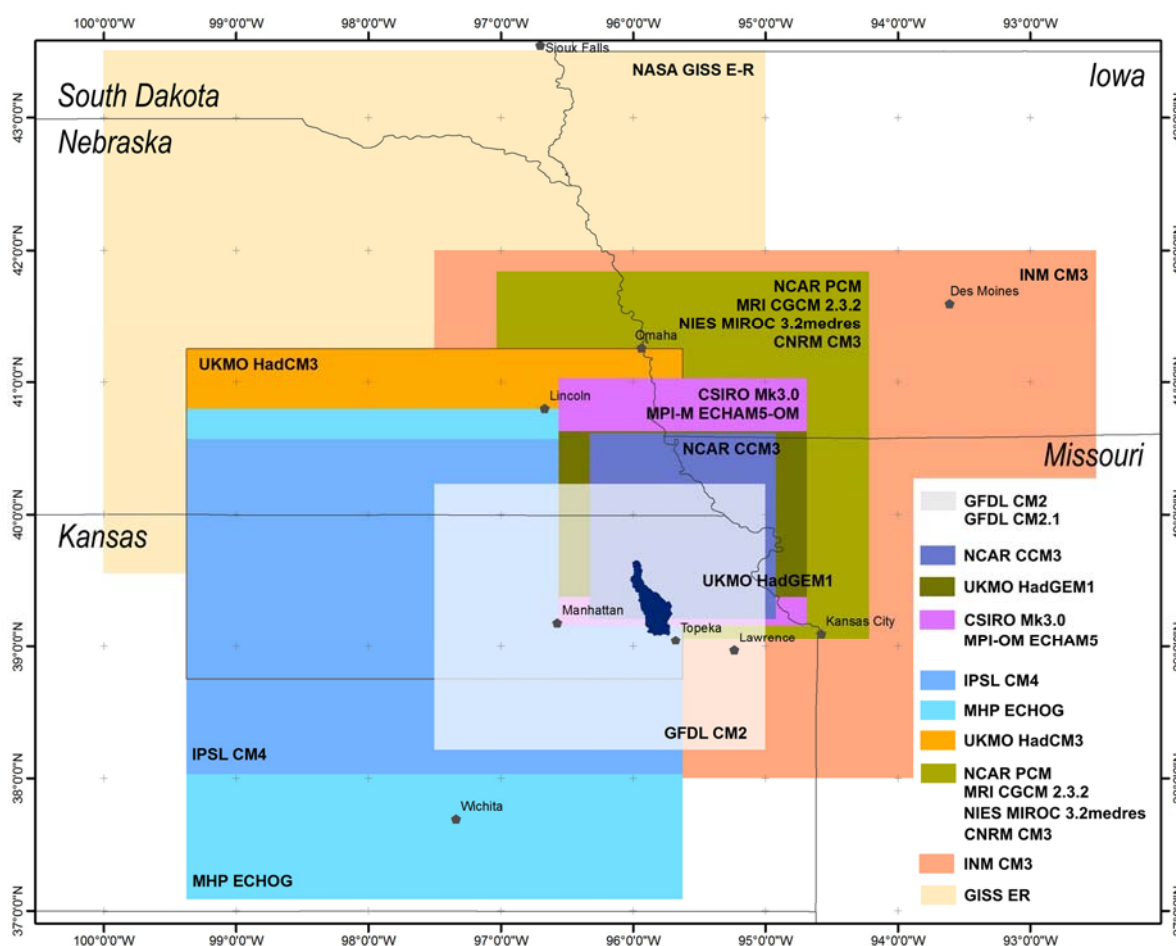 100°0'0"W 99°0'0"W 98°0'0"W 97°0'0"W 96°0'0"W 95°0'0"W 94°0'0"W 93°0'0"W
Sioux Falls
NASA GISS E-R
Iowa
South Dakota
43°0'0"N
Nebraska
42°0'0"N
INM CM3
NCAR PCM
MRI CGCM 2.3.2
NIES MIROC 3.2medres
CNRM CM3
Des Moines
Omaha
UKMO HadCM3
41°0'0"N
CSIRO Mk3.0
MPI-M ECHAM5-OM
Lincoln
NCAR CCM3
Missouri
40°0'0"N
Kansas
UKMO HadGEM1
Manhattan
Topeka
Lawrence
Kansas City
39°0'0"N
GFDL CM2
IPSL CM4
38°0'0"N
Wichita
MHP ECHOG
37°0'0"N
GFDL CM2
GFDL CM2.1
NCAR CCM3
UKMO HadGEM1
CSIRO Mk3.0
MPI-OM ECHAM5
IPSL CM4
MHP ECHOG
UKMO HadCM3
NCAR PCM
MRI CGCM 2.3.2
NIES MIROC 3.2medres
CNRM CM3
INM CM3
GISS ER
100°0'0"W 99°0'0"W 98°0'0"W 97°0'0"W 96°0'0"W 95°0'0"W 94°0'0"W 93°0'0"W